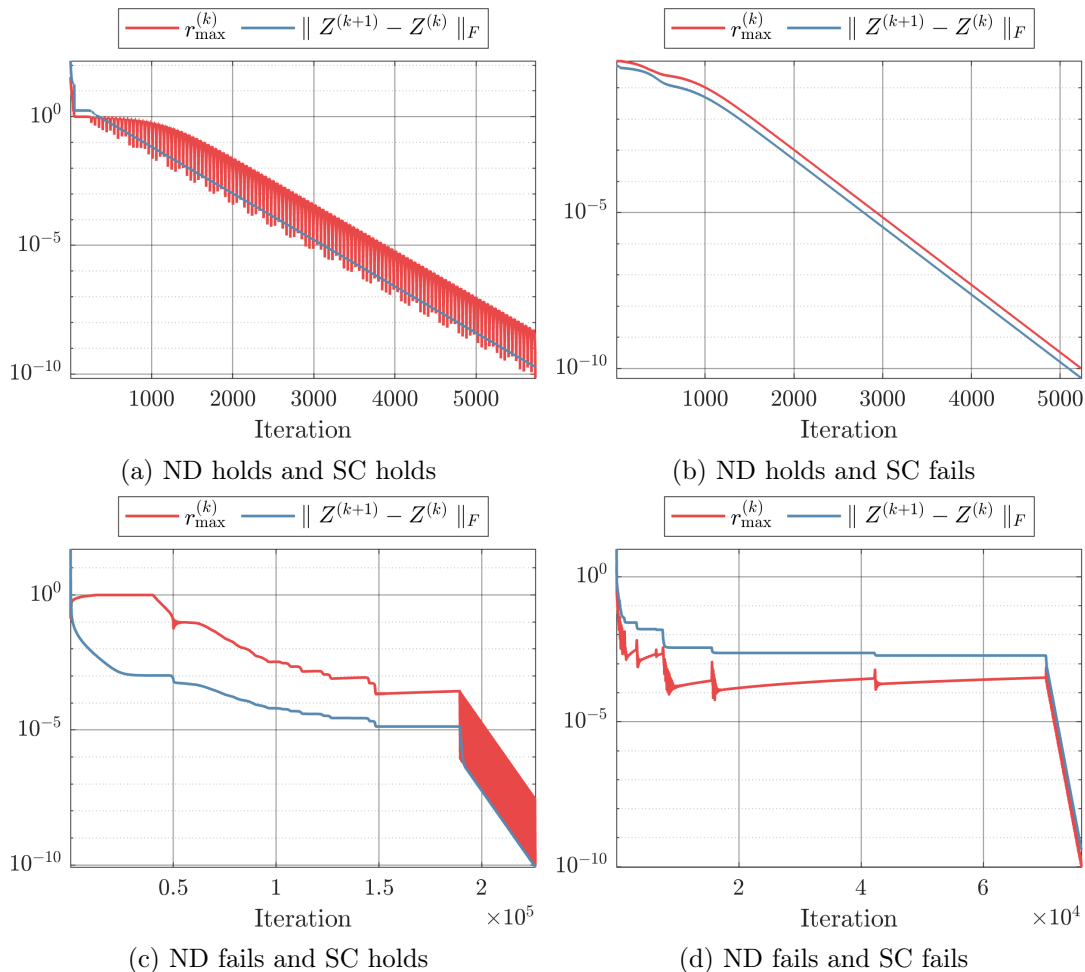 r_max^(k) ‖ Z^(k+1) − Z^(k) ‖_F
10^0
10^-5
10^-10
1000 2000 3000 4000 5000
Iteration
(a) ND holds and SC holds
r_max^(k) ‖ Z^(k+1) − Z^(k) ‖_F
10^-5
10^-10
1000 2000 3000 4000 5000
Iteration
(b) ND holds and SC fails
r_max^(k) ‖ Z^(k+1) − Z^(k) ‖_F
10^0
10^-5
10^-10
0.5 1 1.5 2
Iteration ×10^5
(c) ND fails and SC holds
r_max^(k) ‖ Z^(k+1) − Z^(k) ‖_F
10^0
10^-5
10^-10
2 4 6
Iteration ×10^4
(d) ND fails and SC fails